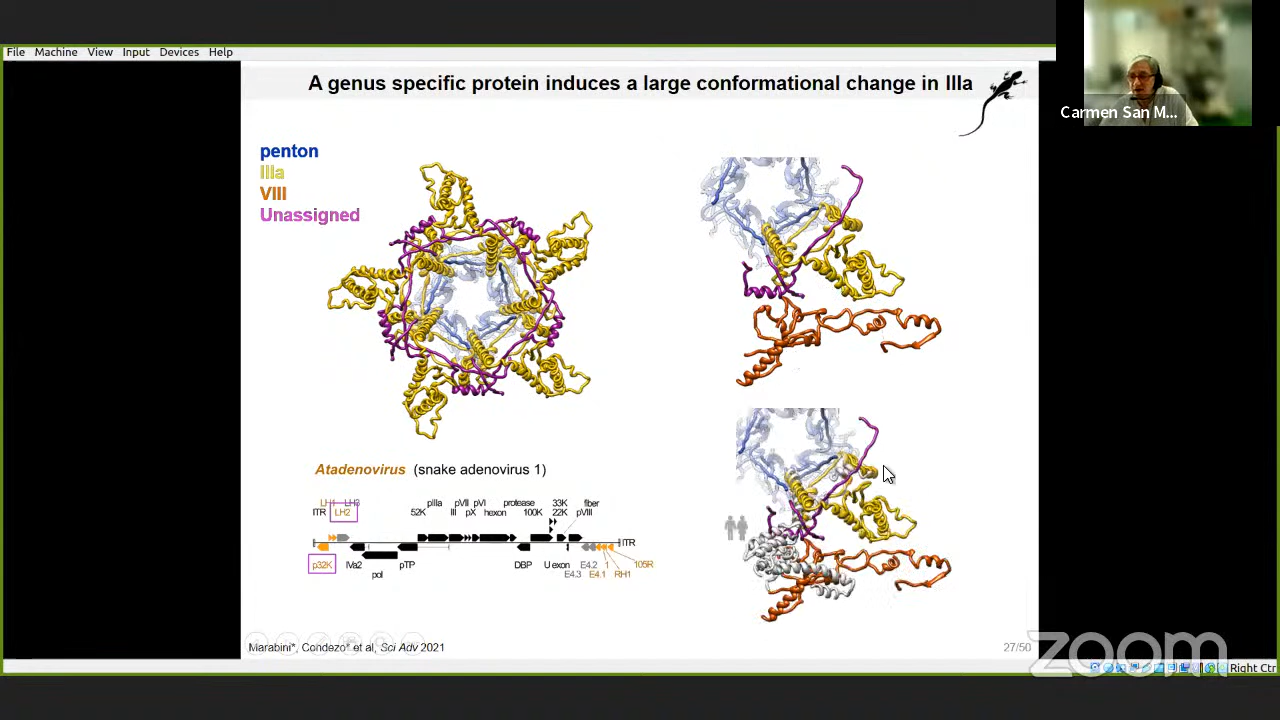 File Machine View Input Devices Help
A genus specific protein induces a large conformational change in IIIa
Carmen San M...
penton
IIIa
VIII
Unassigned
Atadenovirus (snake adenovirus 1)
LH3
ITR LH2 52K pIIIa III pVII pX pVI hexon protease 100K 33K 22K fiber pVIII
ITR
p32K IVa2 pol pTP DBP U exon E4.3 E4.2 E4.1 1 RH1 105R
Marabini*, Condezo* et al, Sci Adv 2021
27/50
zoom
Right Ctr